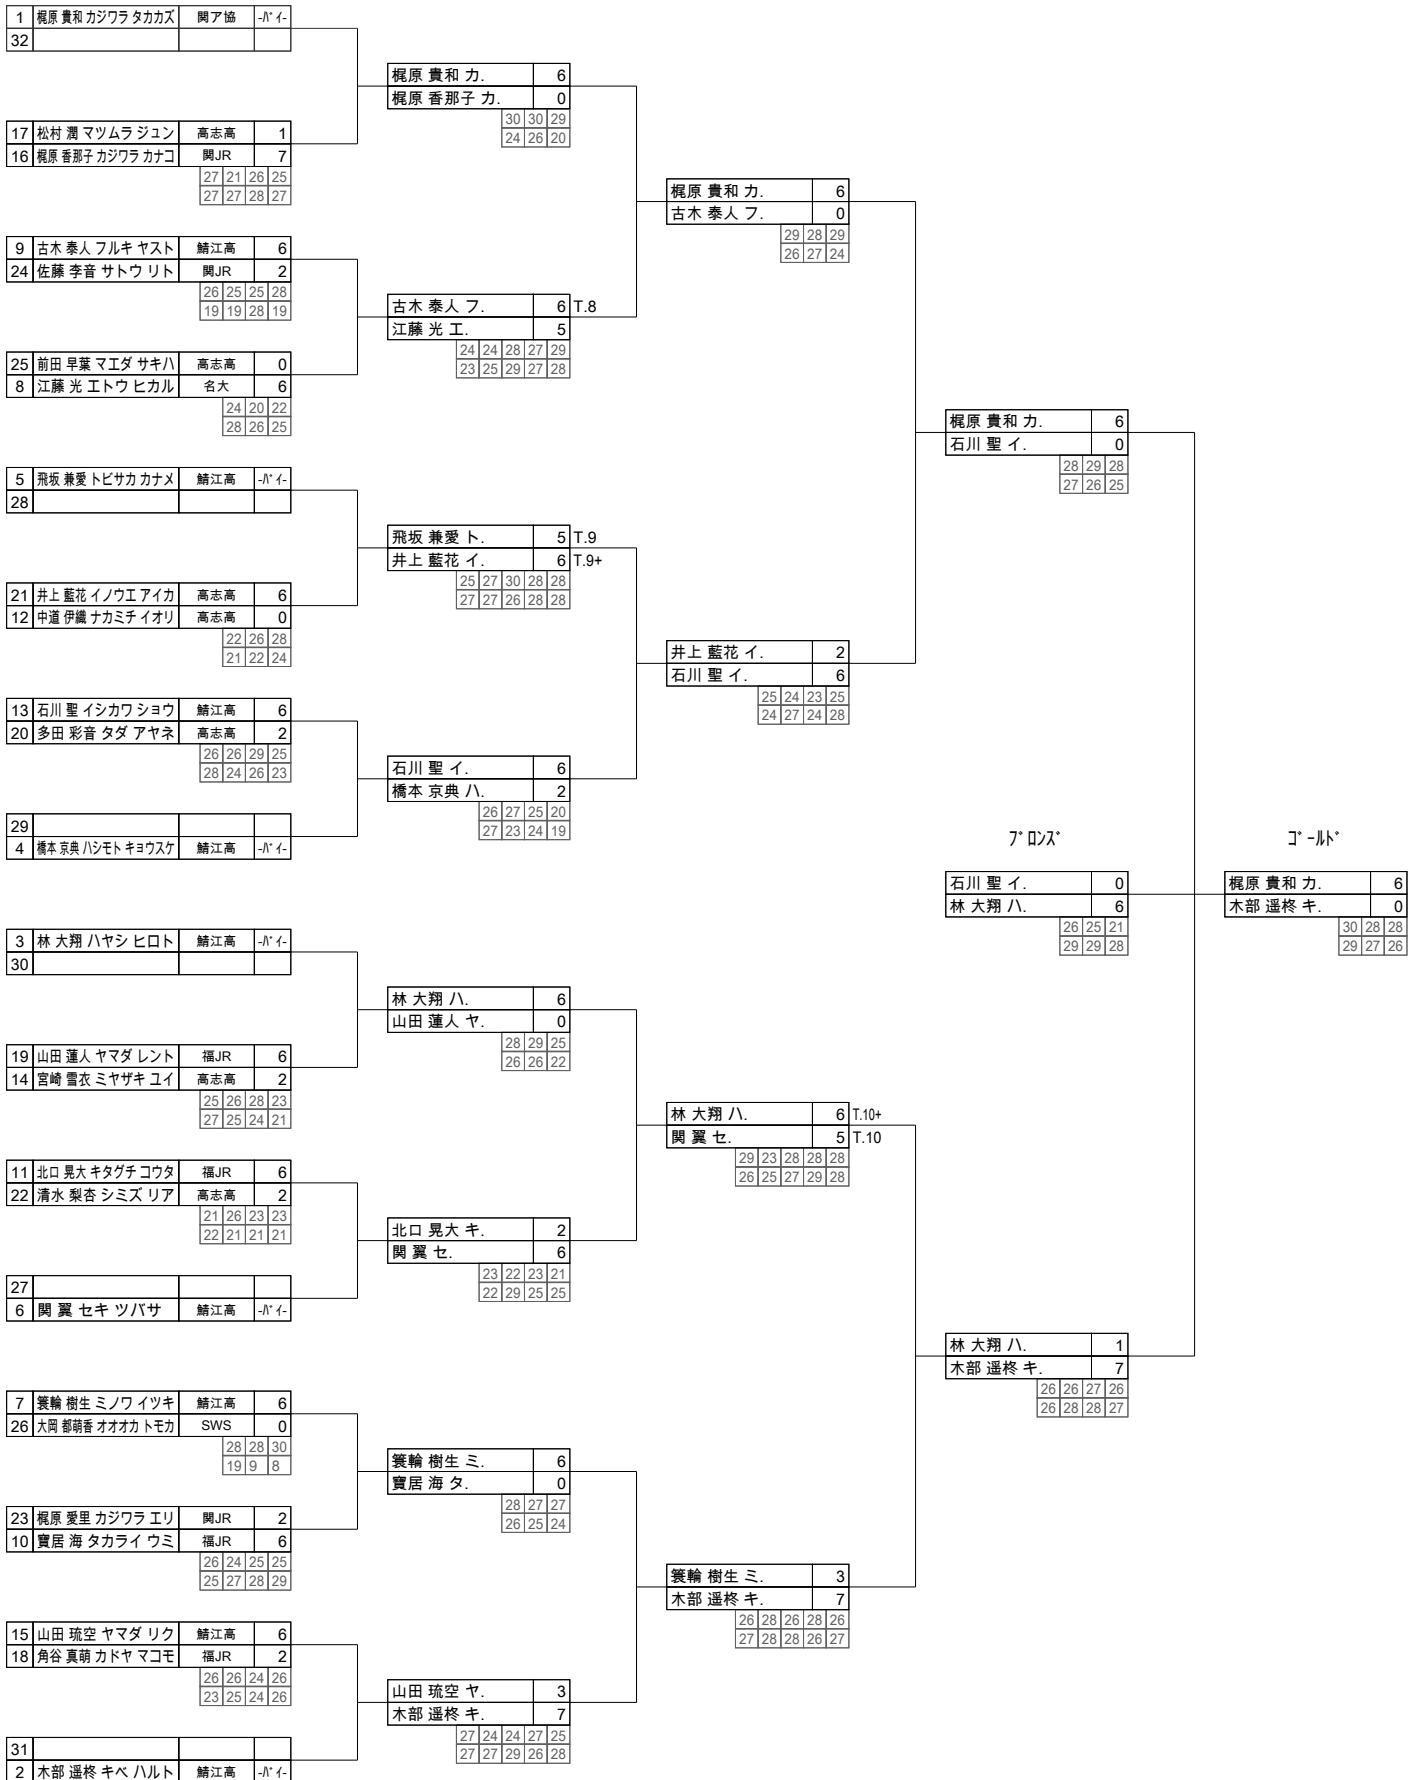 1 梶原 貴和 カジワラ タカカズ 関ア協 -ﾊﾞｲ-
32
17 松村 潤 マツムラ ジュン 高志高 1
16 梶原 香那子 カジワラ カナコ 関JR 7
27 21 26 25
27 27 28 27
9 古木 泰人 フルキ ヤスト 鯖江高 6
24 佐藤 李音 サトウ リト 関JR 2
26 25 25 28
19 19 28 19
25 前田 早葉 マエダ サキハ 高志高 0
8 江藤 光 エトウ ヒカル 名大 6
24 20 22
28 26 25
5 飛坂 兼愛 トビサカ カナメ 鯖江高 -ﾊﾞｲ-
28
21 井上 藍花 イノウエ アイカ 高志高 6
12 中道 伊織 ナカミチ イオリ 高志高 0
22 26 28
21 22 24
13 石川 聖 イシカワ ショウ 鯖江高 6
20 多田 彩音 タダ アヤネ 高志高 2
26 26 29 25
28 24 26 23
29
4 橋本 京典 ハシモト キョウスケ 鯖江高 -ﾊﾞｲ-
3 林 大翔 ハヤシ ヒロト 鯖江高 -ﾊﾞｲ-
30
19 山田 蓮人 ヤマダ レント 福JR 6
14 宮崎 雪衣 ミヤザキ ユイ 高志高 2
25 26 28 23
27 25 24 21
11 北口 晃大 キタグチ コウタ 福JR 6
22 清水 梨杏 シミズ リア 高志高 2
21 26 23 23
22 21 21 21
27
6 関 翼 セキ ツバサ 鯖江高 -ﾊﾞｲ-
7 簑輪 樹生 ミノワ イツキ 鯖江高 6
26 大岡 都萌香 オオオカ トモカ SWS 0
28 28 30
19 9 8
23 梶原 愛里 カジワラ エリ 関JR 2
10 寶居 海 タカライ ウミ 福JR 6
26 24 25 25
25 27 28 29
15 山田 琉空 ヤマダ リク 鯖江高 6
18 角谷 真萌 カドヤ マコモ 福JR 2
26 26 24 26
23 25 24 26
31
2 木部 遥柊 キベ ハルト 鯖江高 -ﾊﾞｲ-
梶原 貴和 カ. 6
梶原 香那子 カ. 0
30 30 29
24 26 20
古木 泰人 フ. 6 T.8
江藤 光 エ. 5
24 24 28 27 29
23 25 29 27 28
飛坂 兼愛 ト. 5 T.9
井上 藍花 イ. 6 T.9+
25 27 30 28 28
27 27 26 28 28
石川 聖 イ. 6
橋本 京典 ハ. 2
26 27 25 20
27 23 24 19
林 大翔 ハ. 6
山田 蓮人 ヤ. 0
28 29 25
26 26 22
北口 晃大 キ. 2
関 翼 セ. 6
23 22 23 21
22 29 25 25
簑輪 樹生 ミ. 6
寶居 海 タ. 0
28 27 27
26 25 24
山田 琉空 ヤ. 3
木部 遥柊 キ. 7
27 24 24 27 25
27 27 29 26 28
梶原 貴和 カ. 6
古木 泰人 フ. 0
29 28 29
26 27 24
井上 藍花 イ. 2
石川 聖 イ. 6
25 24 23 25
24 27 24 28
林 大翔 ハ. 6 T.10+
関 翼 セ. 5 T.10
29 23 28 28 28
26 25 27 29 28
簑輪 樹生 ミ. 3
木部 遥柊 キ. 7
26 28 26 28 26
27 28 28 26 27
梶原 貴和 カ. 6
石川 聖 イ. 0
28 29 28
27 26 25
林 大翔 ハ. 1
木部 遥柊 キ. 7
26 26 27 26
26 28 28 27
ﾌﾞﾛﾝｽﾞ
石川 聖 イ. 0
林 大翔 ハ. 6
26 25 21
29 29 28
ｺﾞｰﾙﾄﾞ
梶原 貴和 カ. 6
木部 遥柊 キ. 0
30 28 28
29 27 26